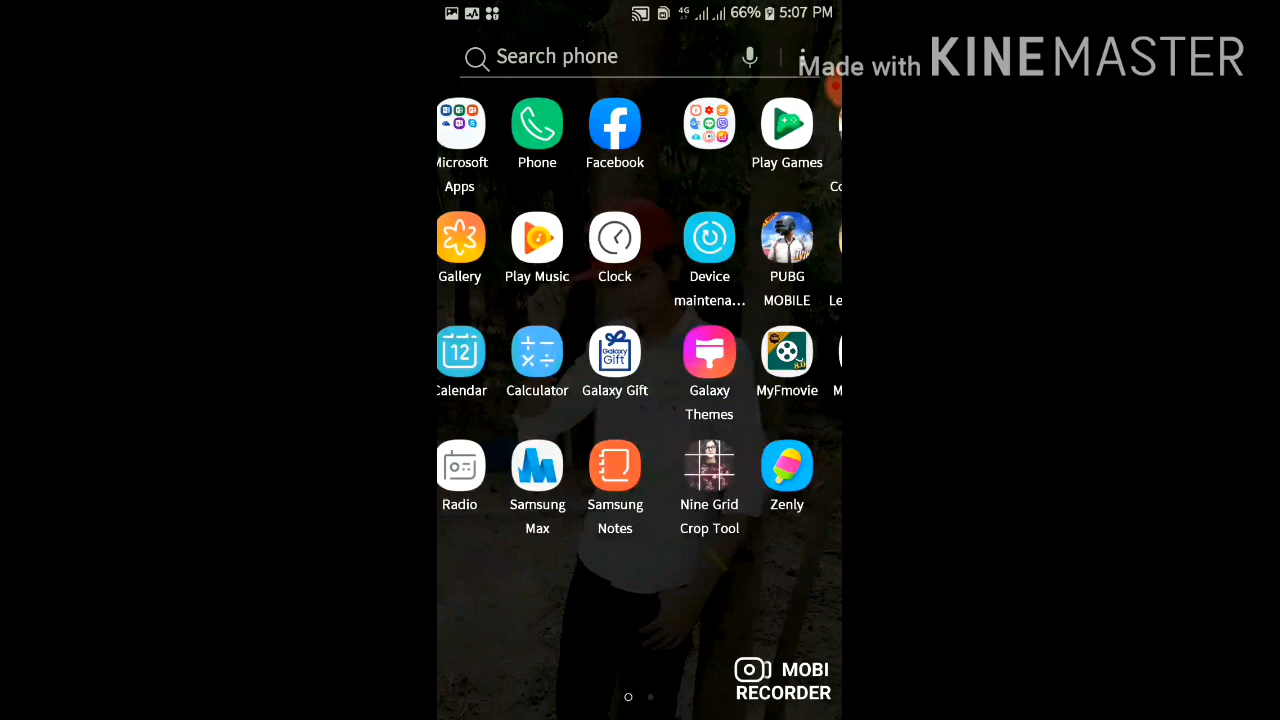 66% 5:07 PM
Search phone
Made with KINEMASTER
Microsoft Apps
Phone
Facebook
Play Games
Gallery
Play Music
Clock
Device maintena...
PUBG MOBILE
Calendar
Calculator
Galaxy Gift
Galaxy Themes
MyFmovie
Radio
Samsung Max
Samsung Notes
Nine Grid Crop Tool
Zenly
MOBI
RECORDER